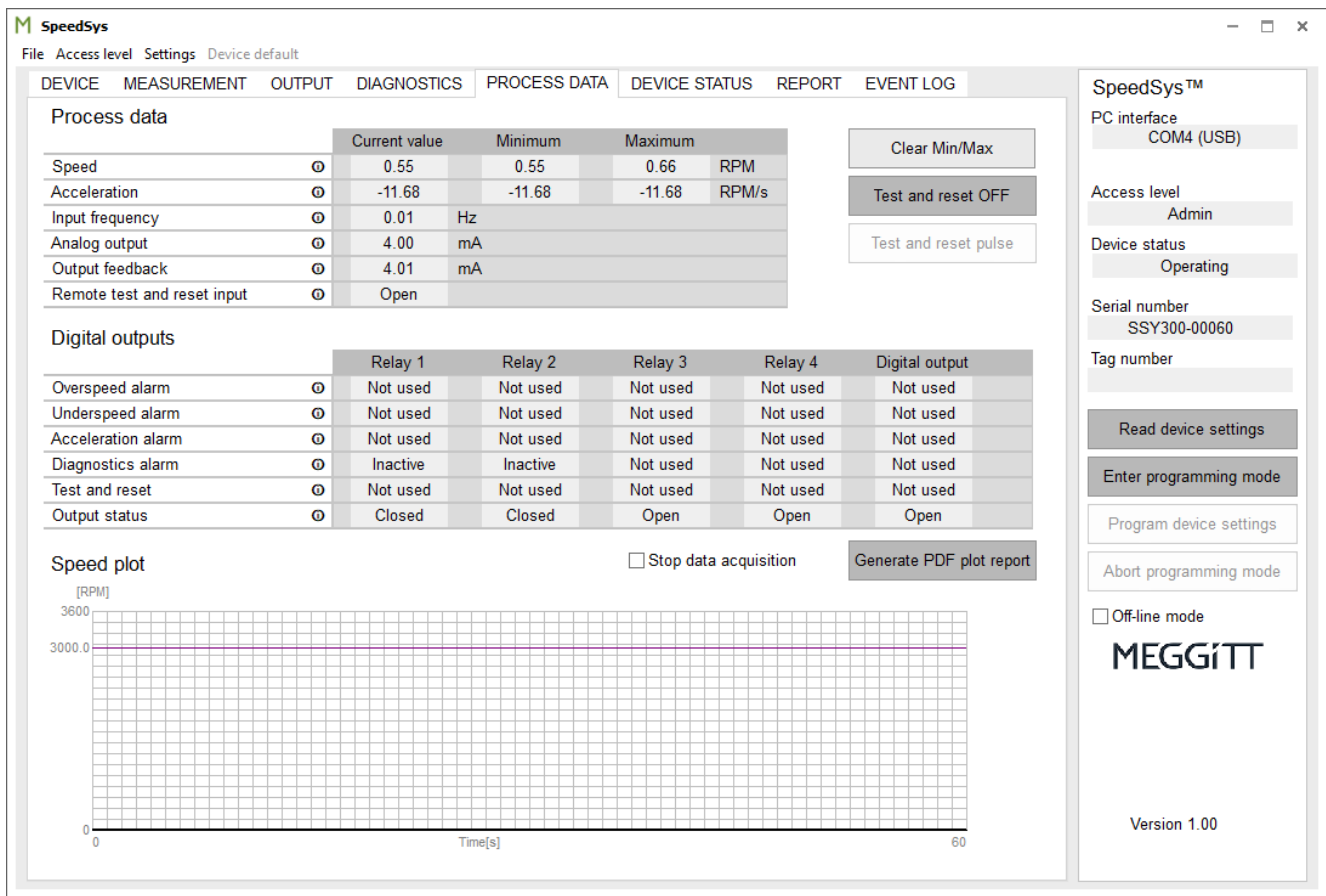 SpeedSys
File Access level Settings Device default
DEVICE MEASUREMENT OUTPUT DIAGNOSTICS PROCESS DATA DEVICE STATUS REPORT EVENT LOG
Process data
Current value Minimum Maximum
Speed 0.55 0.55 0.66 RPM
Acceleration -11.68 -11.68 -11.68 RPM/s
Input frequency 0.01 Hz
Analog output 4.00 mA
Output feedback 4.01 mA
Remote test and reset input Open
Clear Min/Max
Test and reset OFF
Test and reset pulse
Digital outputs
Relay 1 Relay 2 Relay 3 Relay 4 Digital output
Overspeed alarm Not used Not used Not used Not used Not used
Underspeed alarm Not used Not used Not used Not used Not used
Acceleration alarm Not used Not used Not used Not used Not used
Diagnostics alarm Inactive Inactive Not used Not used Not used
Test and reset Not used Not used Not used Not used Not used
Output status Closed Closed Open Open Open
Speed plot
Stop data acquisition
Generate PDF plot report
[RPM]
3600
3000.0
0
0 Time[s] 60
SpeedSys™
PC interface
COM4 (USB)
Access level
Admin
Device status
Operating
Serial number
SSY300-00060
Tag number
Read device settings
Enter programming mode
Program device settings
Abort programming mode
Off-line mode
MEGGiTT
Version 1.00